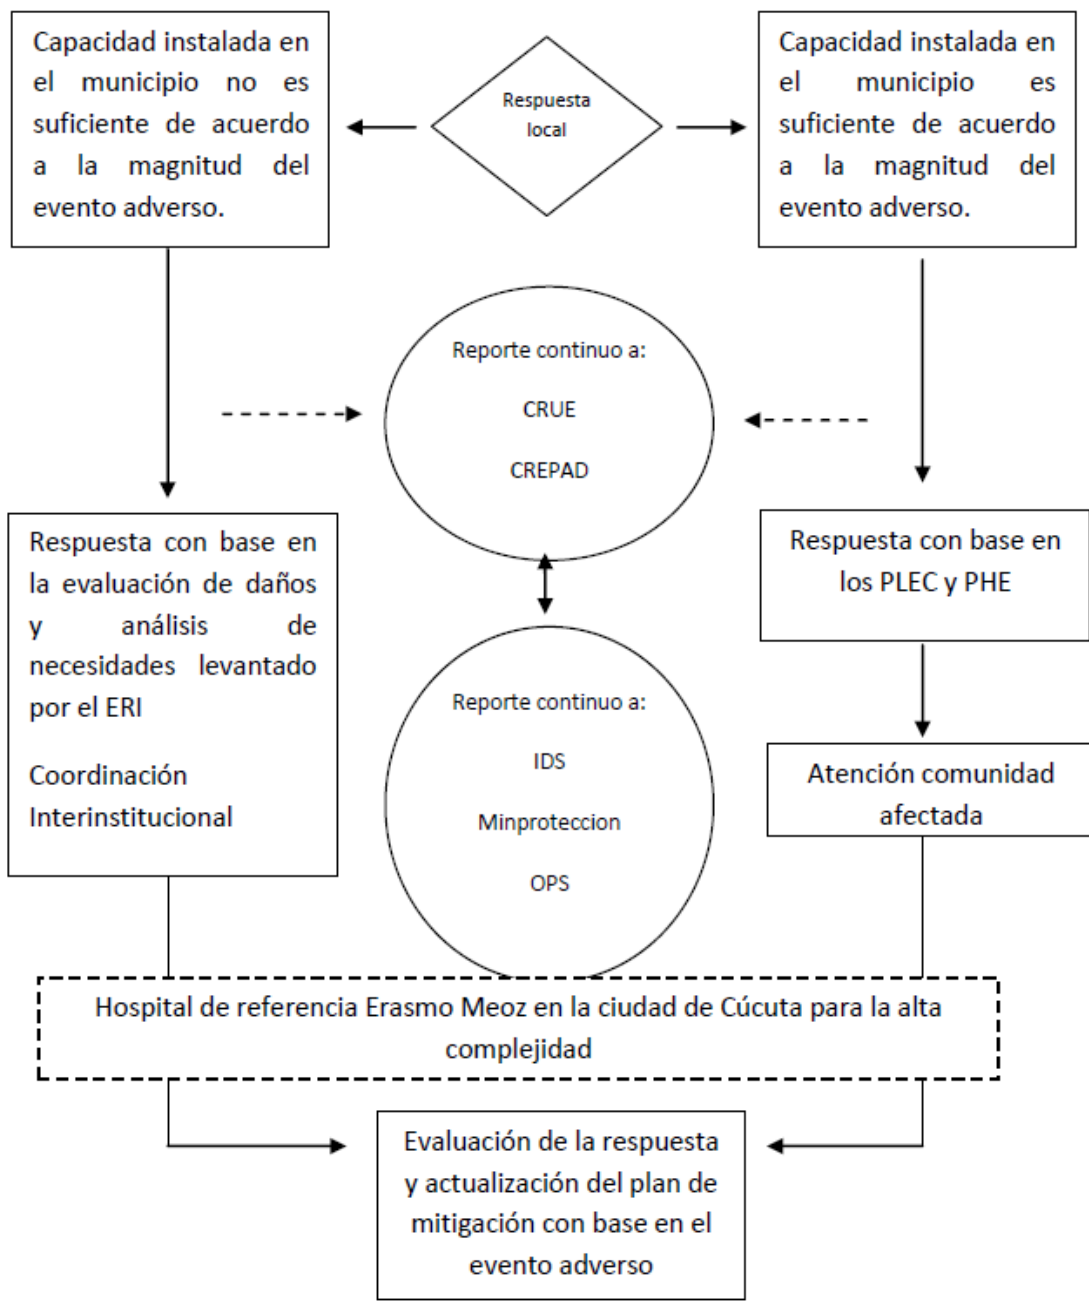 Capacidad instalada en
el municipio no es
suficiente de acuerdo
a la magnitud del
evento adverso.
Respuesta
local
Capacidad instalada en
el municipio es
suficiente de acuerdo
a la magnitud del
evento adverso.
Reporte continuo a:
CRUE
CREPAD
Respuesta con base en
la evaluación de daños
y análisis de
necesidades levantado
por el ERI
Coordinación
Interinstitucional
Respuesta con base en
los PLEC y PHE
Reporte continuo a:
IDS
Minproteccion
OPS
Atención comunidad
afectada
Hospital de referencia Erasmo Meoz en la ciudad de Cúcuta para la alta
complejidad
Evaluación de la respuesta
y actualización del plan de
mitigación con base en el
evento adverso